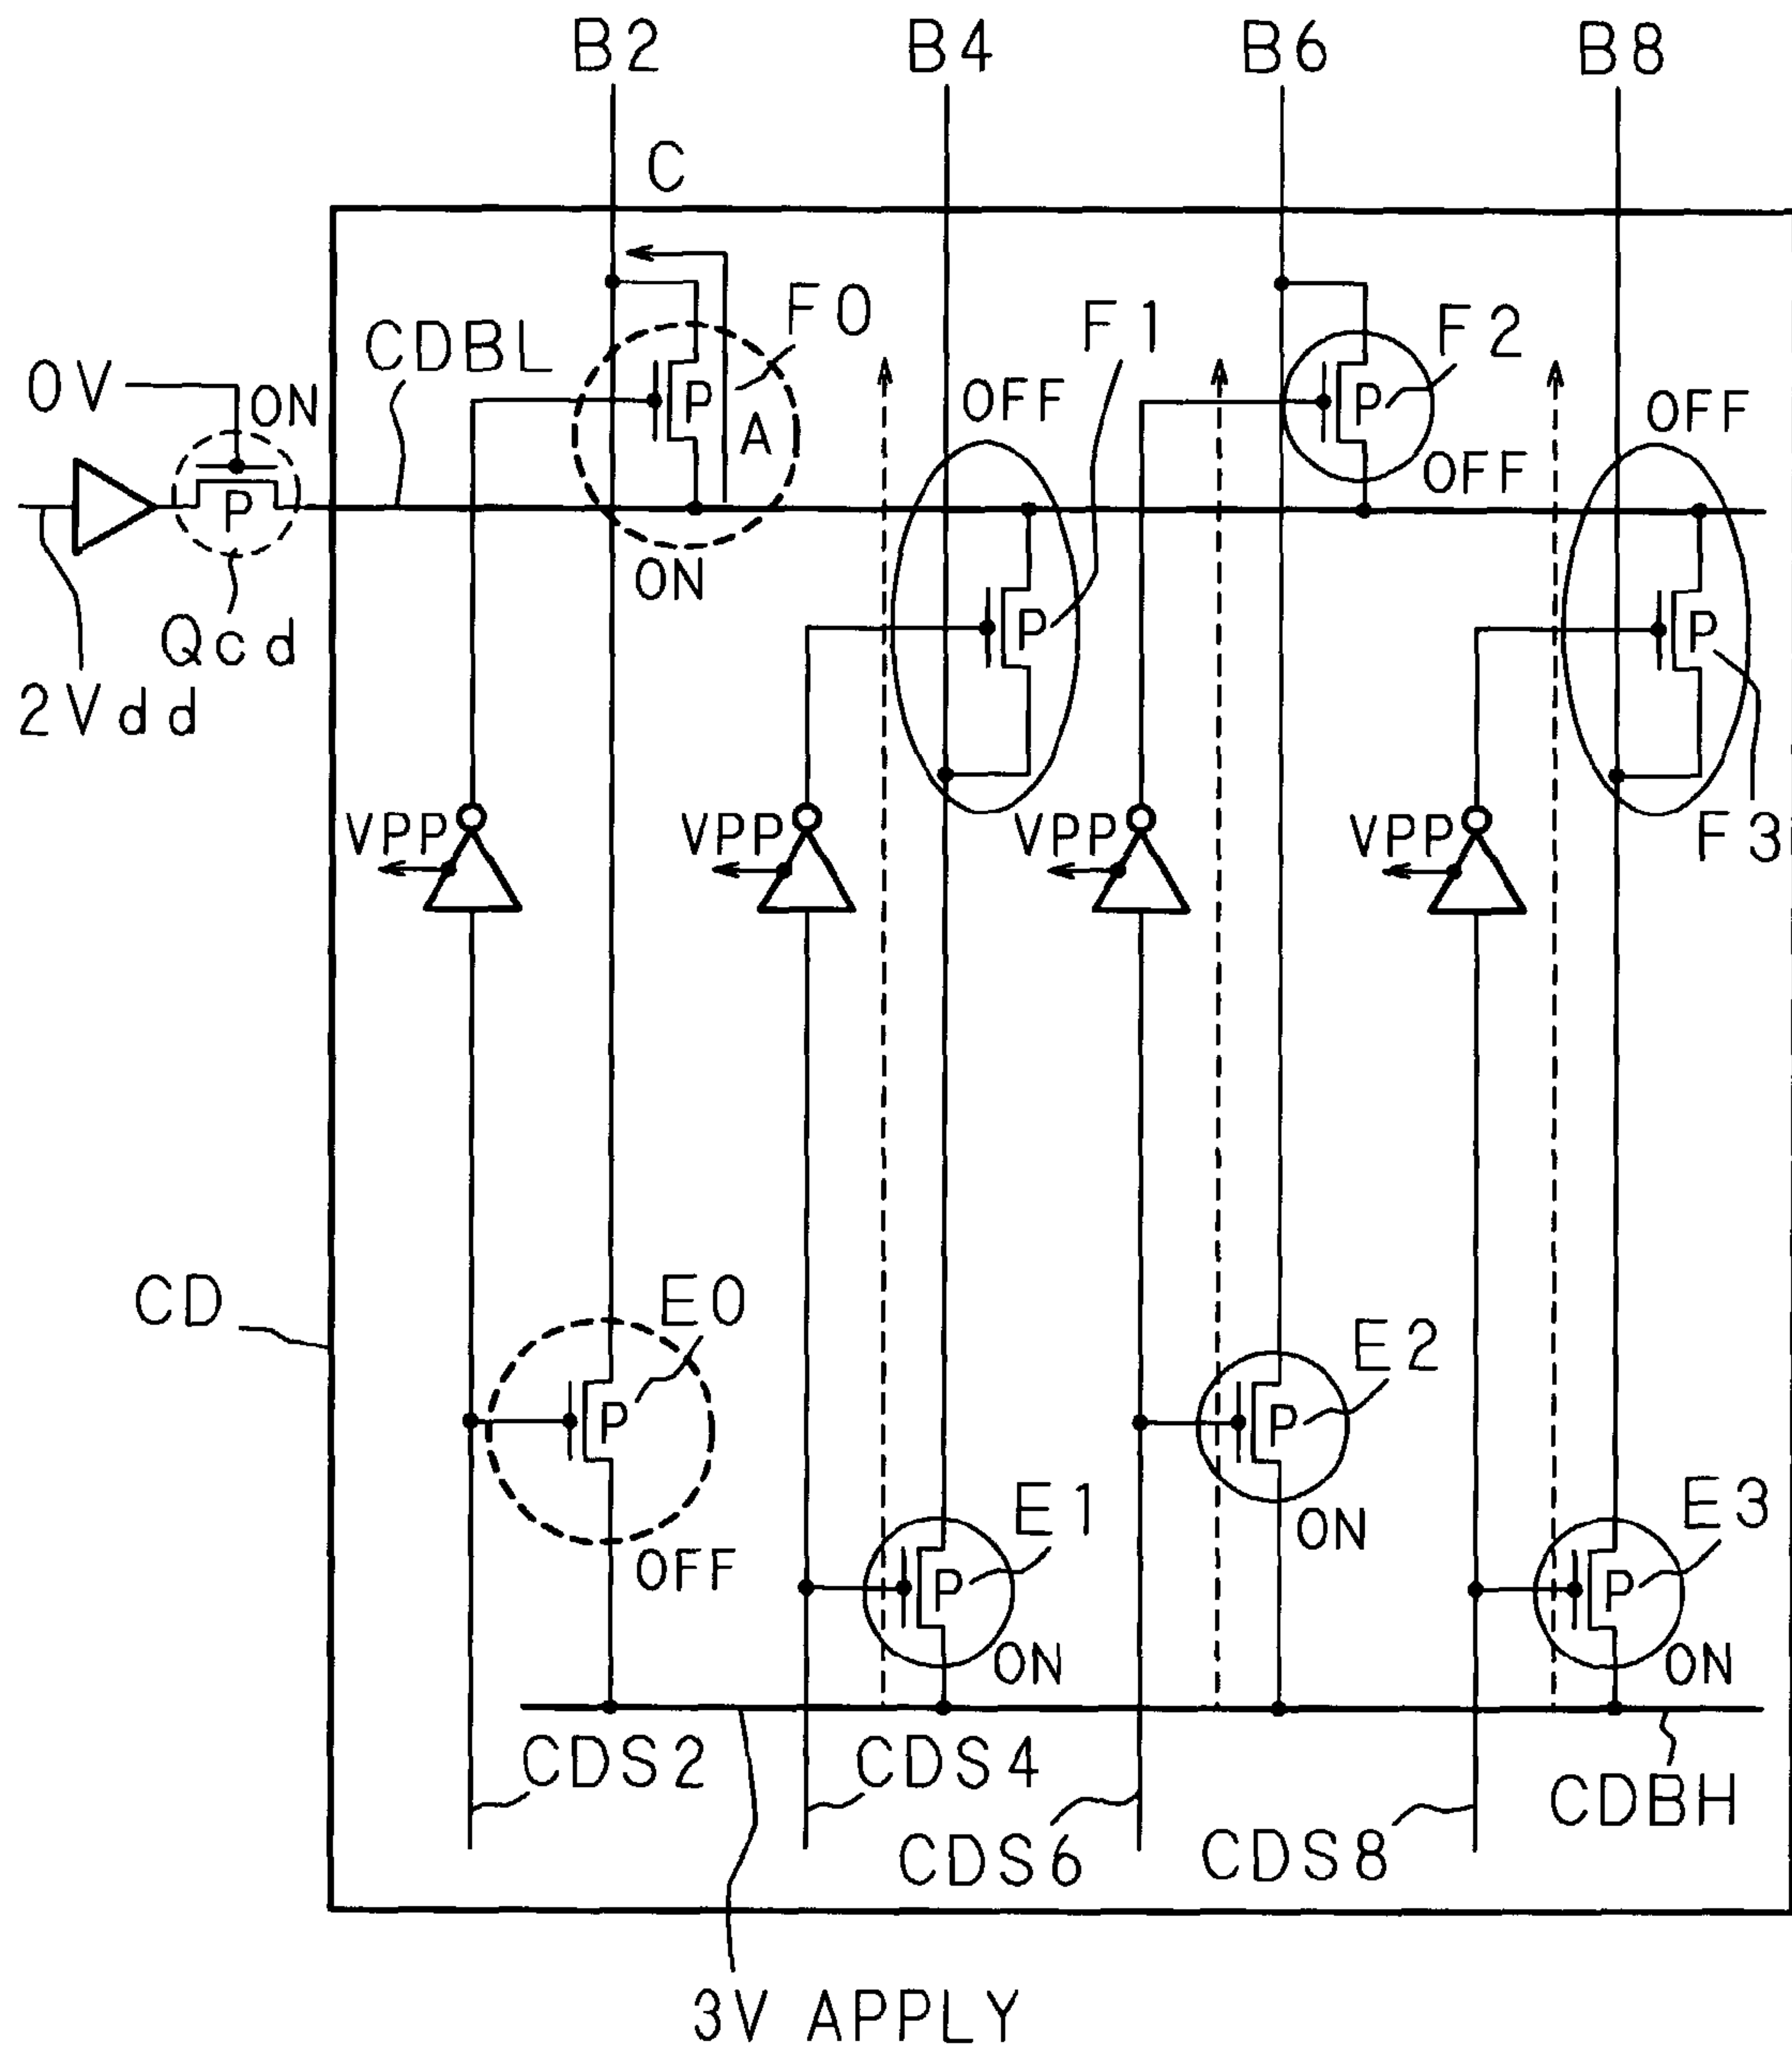 B2 B4 B6 B8
C
F0 F1 F2
0V ON CDBL P A OFF P OFF
P ON OFF
Qcd P P
2Vdd
VPP VPP VPP VPP F3
CD E0 E2
P P
OFF E1 ON E3
P P
ON ON
CDS2 CDS4 CDBH
CDS6 CDS8
3V APPLY